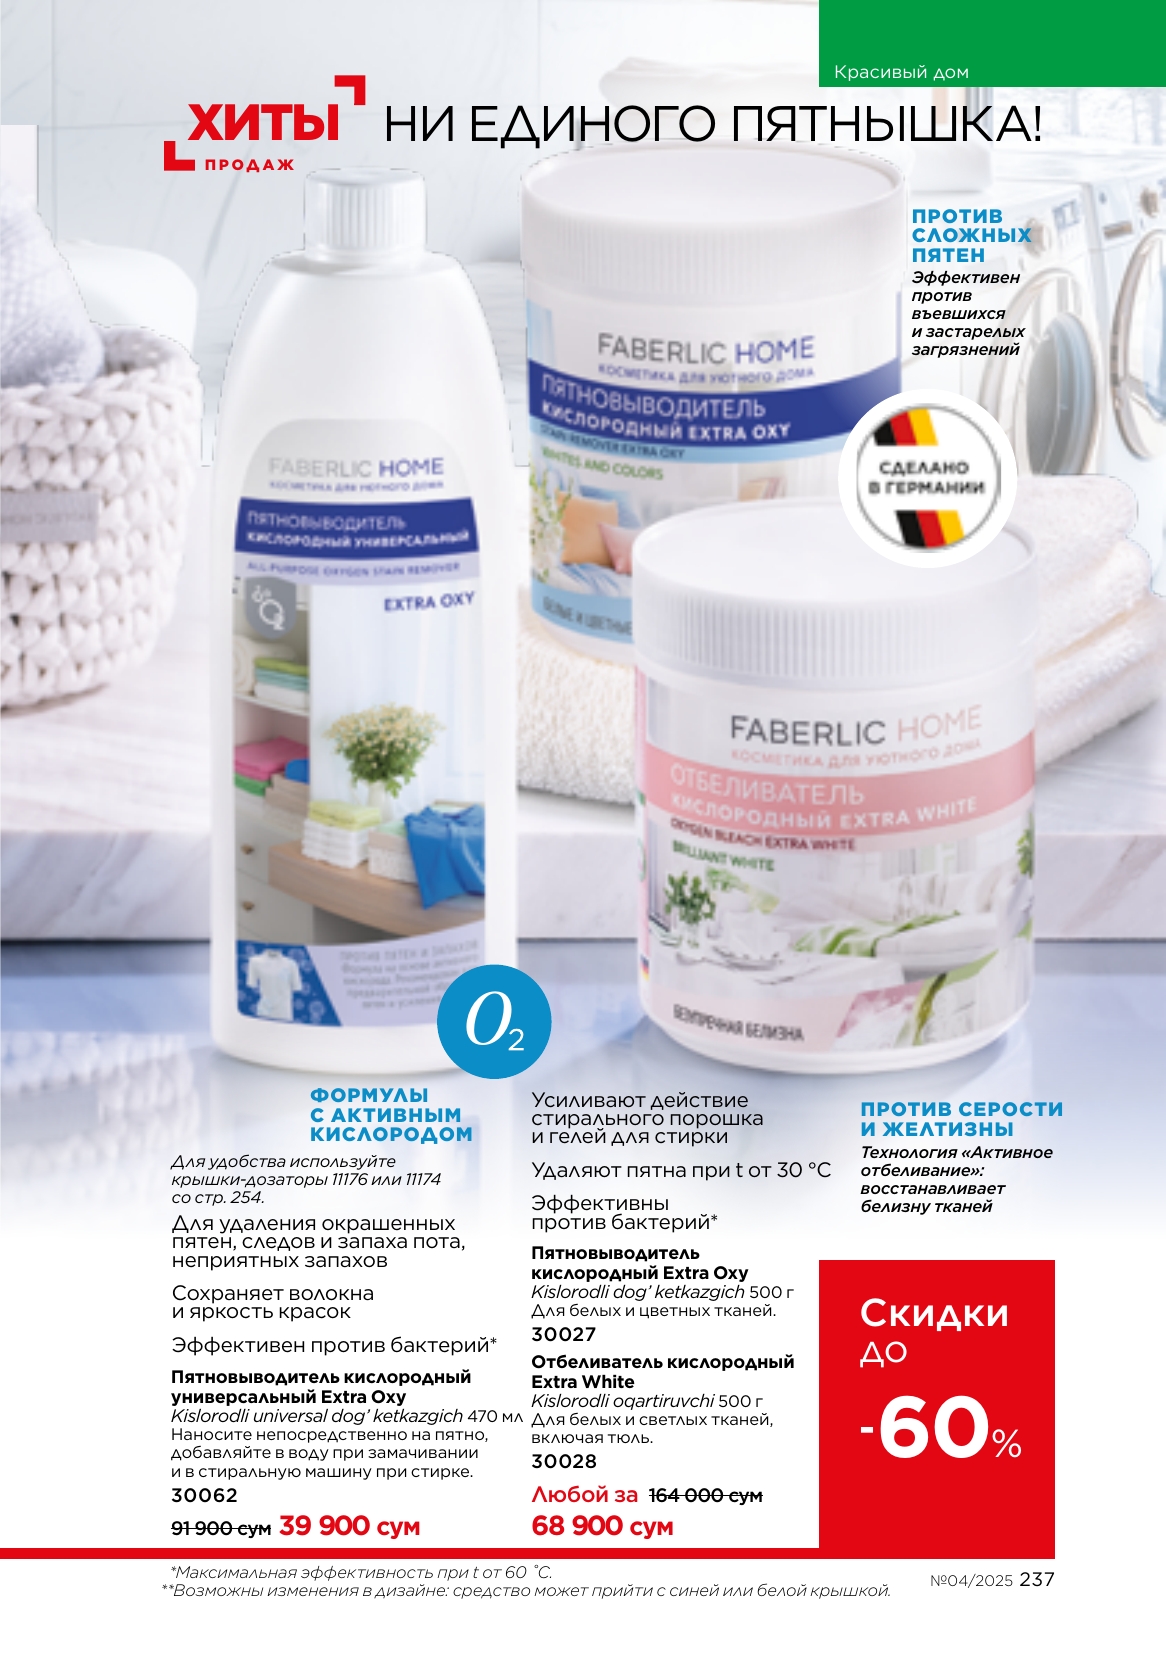 Красивый дом
ХИТЫ
ПРОДАЖ
НИ ЕДИНОГО ПЯТНЫШКА!
ПРОТИВ
СЛОЖНЫХ
ПЯТЕН
Эффективен
против
въевшихся
и застарелых
загрязнений
FABERLIC HOME
КОСМЕТИКА ДЛЯ УЮТНОГО ДОМА
ПЯТНОВЫВОДИТЕЛЬ
КИСЛОРОДНЫЙ EXTRA OXY
STAIN REMOVER EXTRA OXY
WHITES AND COLORS
БЕЛЫЕ И ЦВЕТНЫЕ
СДЕЛАНО
В ГЕРМАНИИ
FABERLIC HOME
КОСМЕТИКА ДЛЯ УЮТНОГО ДОМА
ПЯТНОВЫВОДИТЕЛЬ
КИСЛОРОДНЫЙ УНИВЕРСАЛЬНЫЙ
ALL-PURPOSE OXYGEN STAIN REMOVER
EXTRA OXY
O2
ПРОТИВ ПЯТЕН И ЗАПАХОВ
FABERLIC HOME
КОСМЕТИКА ДЛЯ УЮТНОГО ДОМА
ОТБЕЛИВАТЕЛЬ
КИСЛОРОДНЫЙ EXTRA WHITE
OXYGEN BLEACH EXTRA WHITE
BRILLIANT WHITE
БЕЗУПРЕЧНАЯ БЕЛИЗНА
O2
ФОРМУЛЫ
С АКТИВНЫМ
КИСЛОРОДОМ
Для удобства используйте
крышки-дозаторы 11176 или 11174
со стр. 254.
Для удаления окрашенных
пятен, следов и запаха пота,
неприятных запахов
Сохраняет волокна
и яркость красок
Эффективен против бактерий*
Пятновыводитель кислородный
универсальный Extra Oxy
Kislorodli universal dog’ ketkazgich 470 мл
Наносите непосредственно на пятно,
добавляйте в воду при замачивании
и в стиральную машину при стирке.
30062
91 900 сум 39 900 сум
Усиливают действие
стирального порошка
и гелей для стирки
Удаляют пятна при t от 30 °C
Эффективны
против бактерий*
Пятновыводитель
кислородный Extra Oxy
Kislorodli dog’ ketkazgich 500 г
Для белых и цветных тканей.
30027
Отбеливатель кислородный
Extra White
Kislorodli oqartiruvchi 500 г
Для белых и светлых тканей,
включая тюль.
30028
Любой за 164 000 сум
68 900 сум
ПРОТИВ СЕРОСТИ
И ЖЕЛТИЗНЫ
Технология «Активное
отбеливание»:
восстанавливает
белизну тканей
Скидки
до
-60%
*Максимальная эффективность при t от 60 ˚C.
**Возможны изменения в дизайне: средство может прийти с синей или белой крышкой.
№04/2025 237